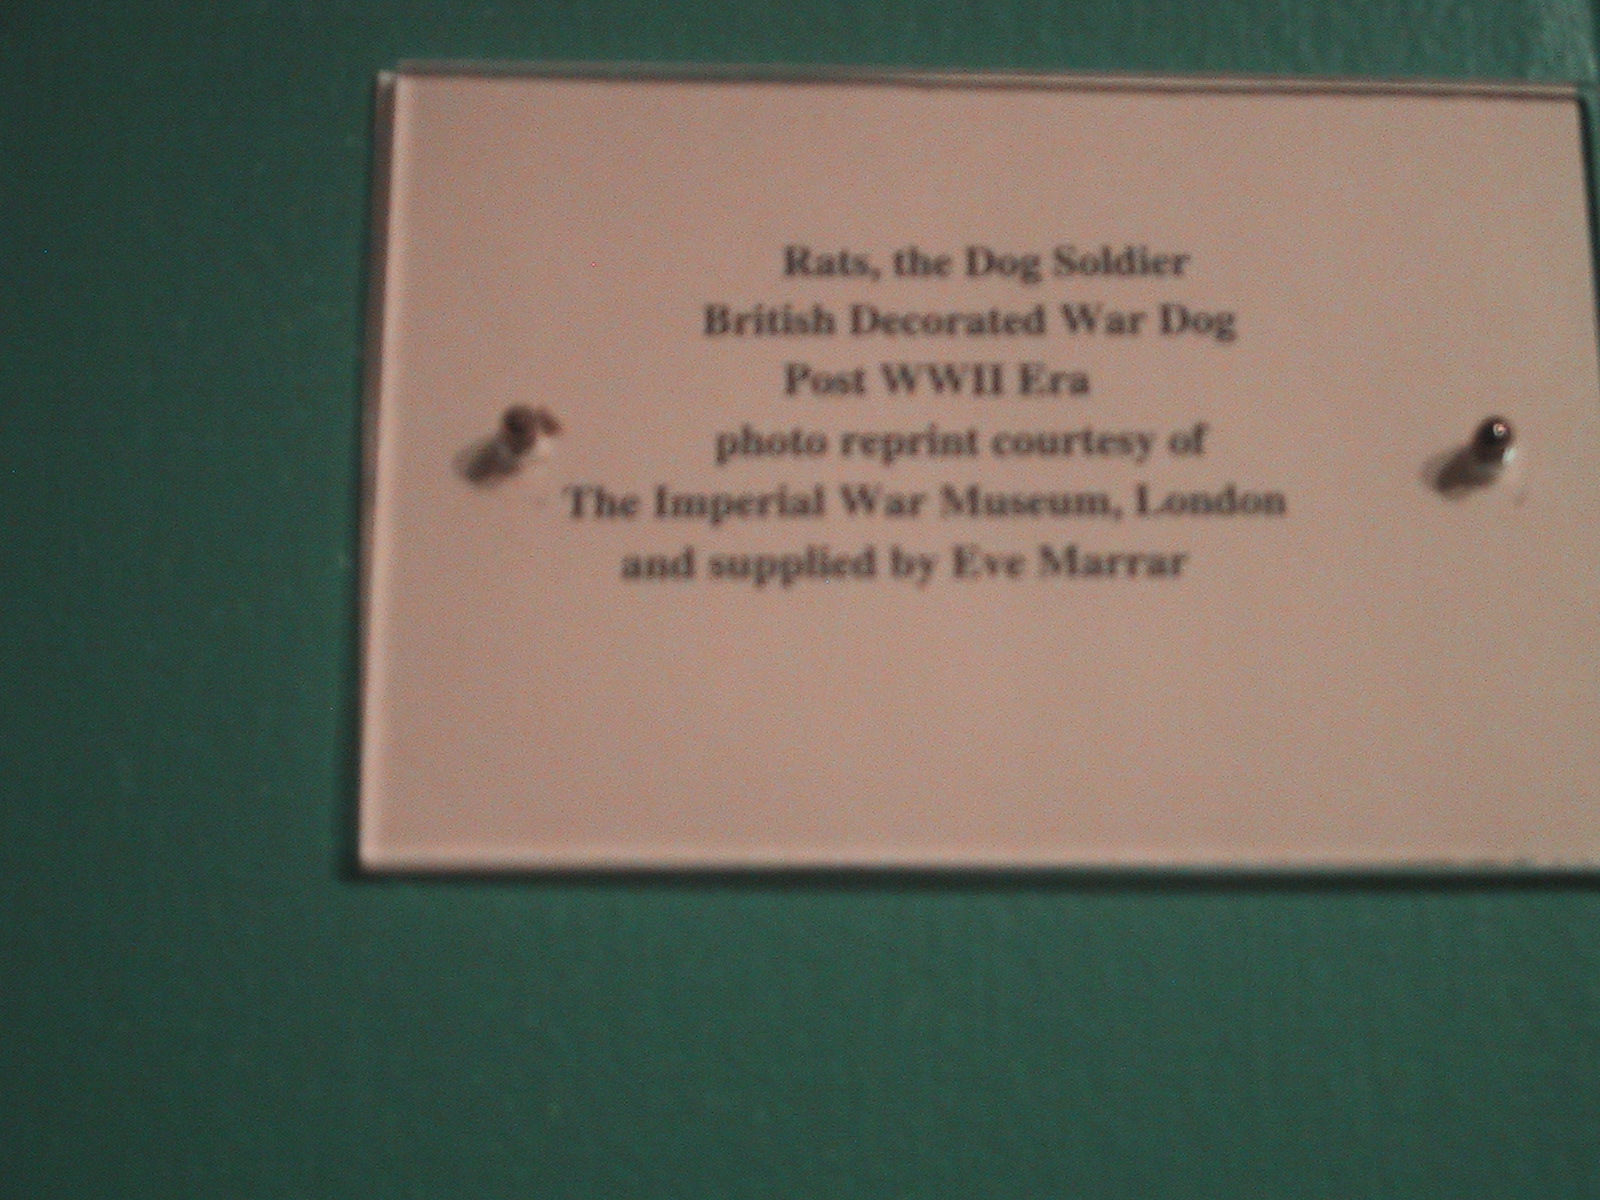 Rats, the Dog Soldier
British Decorated War Dog
Post WWII Era
photo reprint courtesy of
The Imperial War Museum, London
and supplied by Eve Marrar